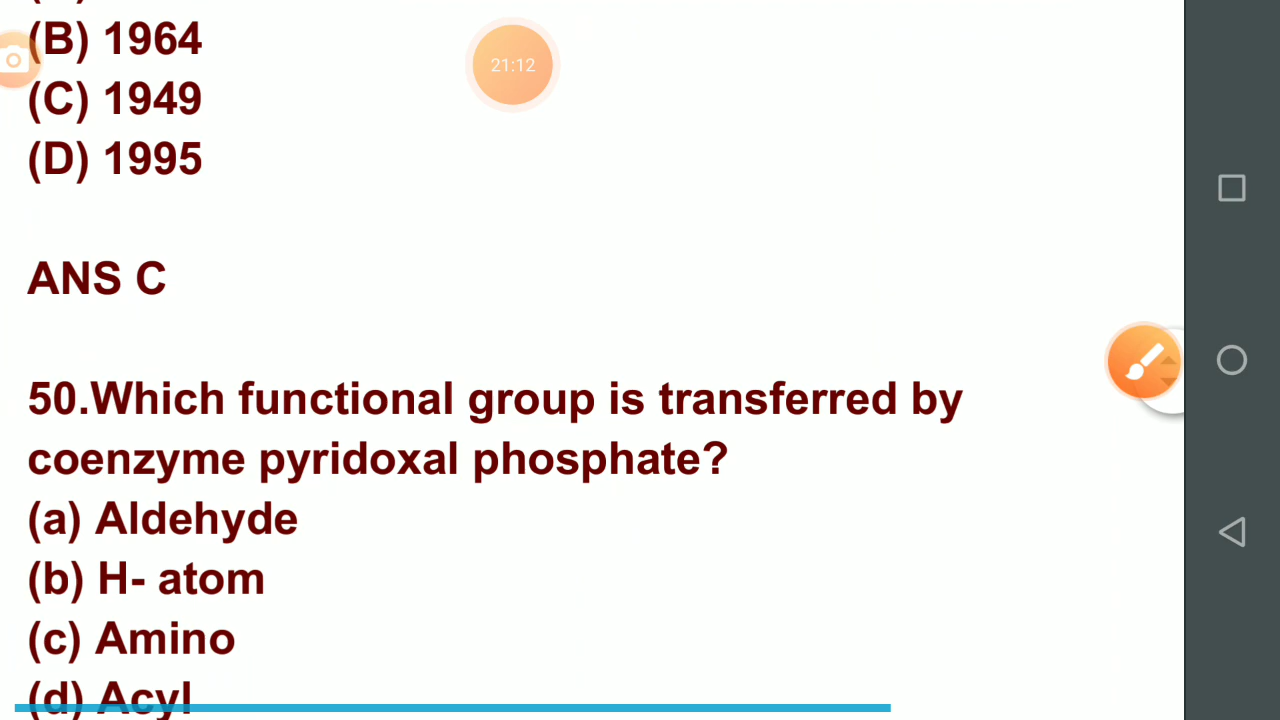 (B) 1964
21:12
(C) 1949
(D) 1995
ANS C
50.Which functional group is transferred by
coenzyme pyridoxal phosphate?
(a) Aldehyde
(b) H- atom
(c) Amino
(d) Acyl